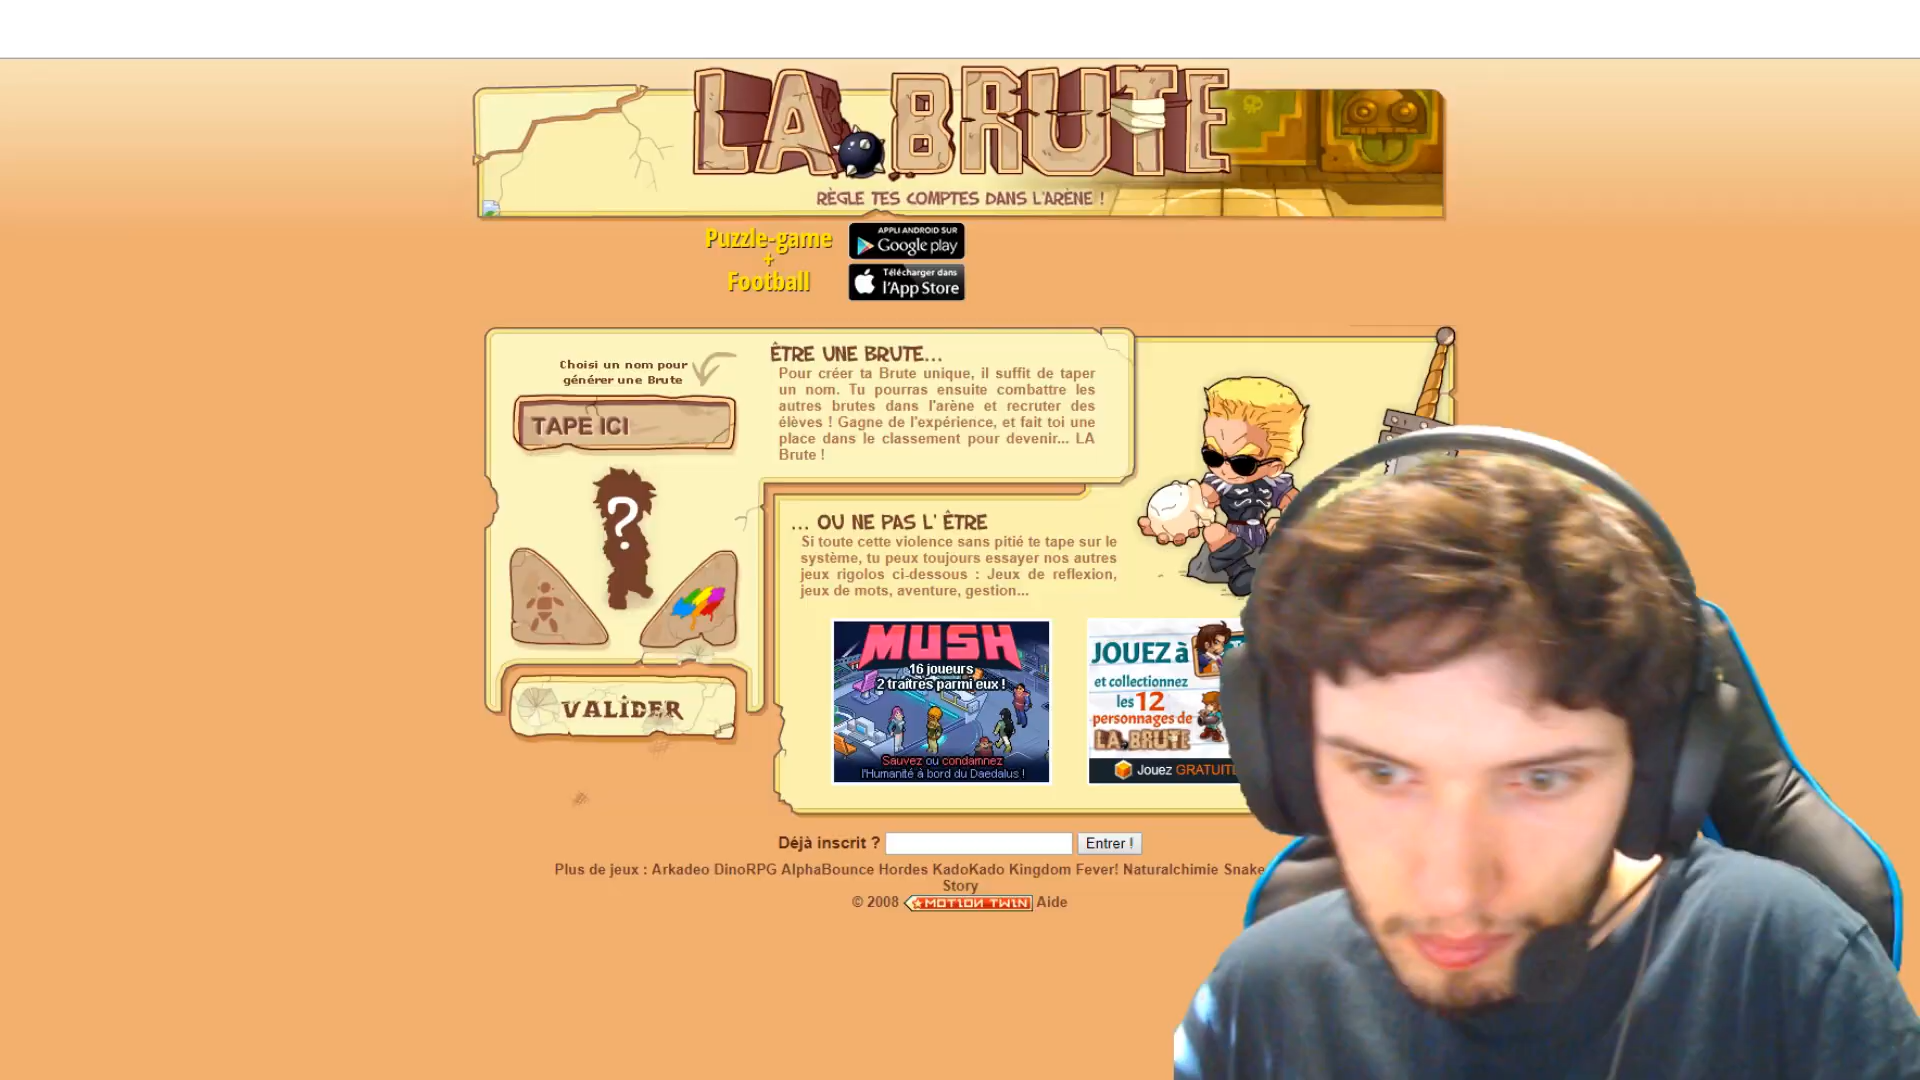 LA BRUTE
RÈGLE TES COMPTES DANS L'ARÈNE !
Puzzle-game
+
Football
APPLI ANDROID SUR
Google play
Télécharger dans
l'App Store
Choisi un nom pour
générer une Brute
TAPE ICI
?
VALIDER
ÊTRE UNE BRUTE...
Pour créer ta Brute unique, il suffit de taper
un nom. Tu pourras ensuite combattre les
autres brutes dans l'arène et recruter des
élèves ! Gagne de l'expérience, et fait toi une
place dans le classement pour devenir... LA
Brute !
... OU NE PAS L' ÊTRE
Si toute cette violence sans pitié te tape sur le
système, tu peux toujours essayer nos autres
jeux rigolos ci-dessous : Jeux de reflexion,
jeux de mots, aventure, gestion...
MUSH
16 joueurs
2 traîtres parmi eux !
Sauvez ou condamnez
l'Humanité à bord du Daedalus !
JOUEZ à
et collectionnez
les 12
personnages de
LA BRUTE
Jouez
Déjà inscrit ?
Entrer !
Plus de jeux : Arkadeo DinoRPG AlphaBounce Hordes KadoKado Kingdom Fever! Naturalchimie Snake
Story
© 2008 MOTION TWIN Aide